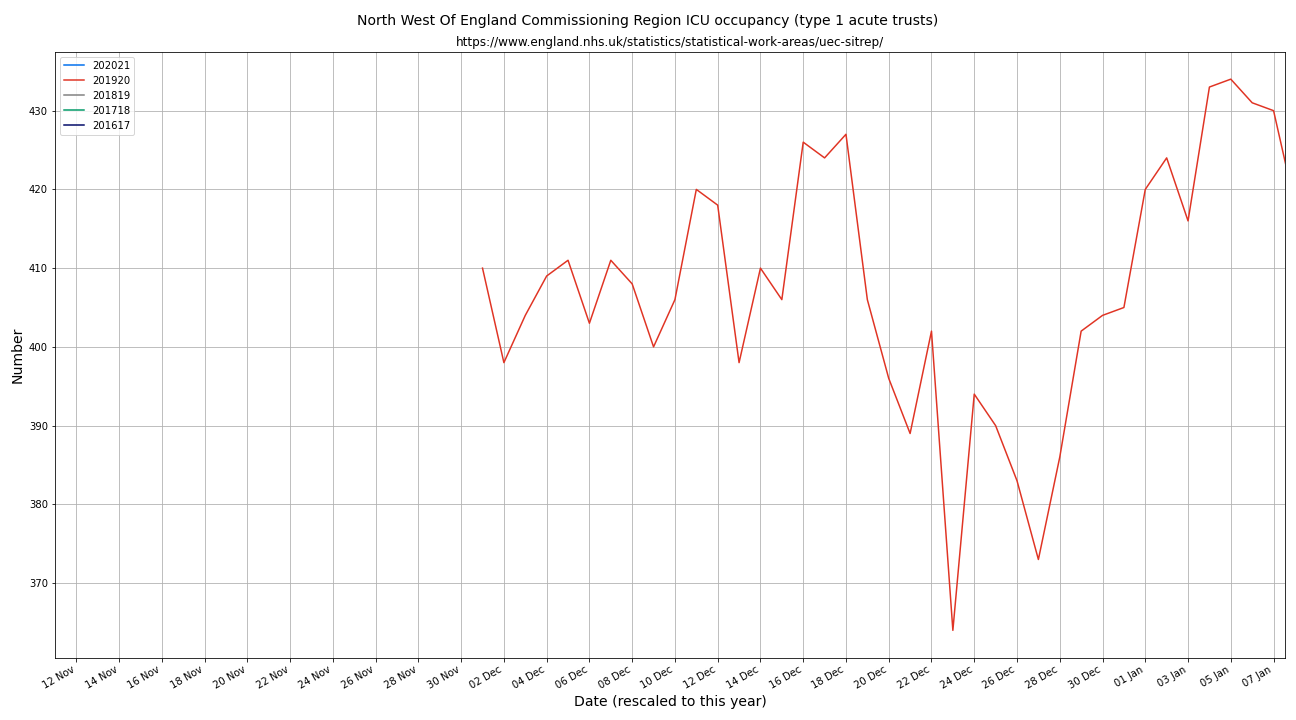 North West Of England Commissioning Region ICU occupancy (type 1 acute trusts)
https://www.england.nhs.uk/statistics/statistical-work-areas/uec-sitrep/
202021
201920
201819
201718
201617
430
420
410
400
390
380
370
Number
12 Nov
14 Nov
16 Nov
18 Nov
20 Nov
22 Nov
24 Nov
26 Nov
28 Nov
30 Nov
02 Dec
04 Dec
06 Dec
08 Dec
10 Dec
12 Dec
14 Dec
16 Dec
18 Dec
20 Dec
22 Dec
24 Dec
26 Dec
28 Dec
30 Dec
01 Jan
03 Jan
05 Jan
07 Jan
Date (rescaled to this year)